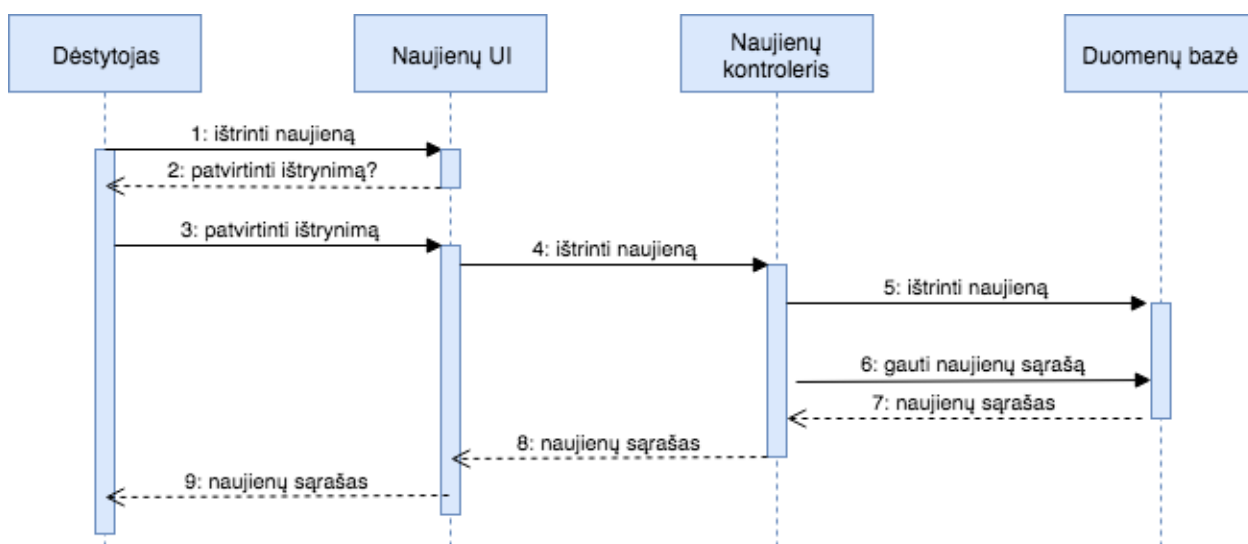 Dėstytojas
Naujienų UI
Naujienų
kontroleris
Duomenų bazė
1: ištrinti naujieną
2: patvirtinti ištrynimą?
3: patvirtinti ištrynimą
4: ištrinti naujieną
5: ištrinti naujieną
6: gauti naujienų sąrašą
7: naujienų sąrašas
8: naujienų sąrašas
9: naujienų sąrašas